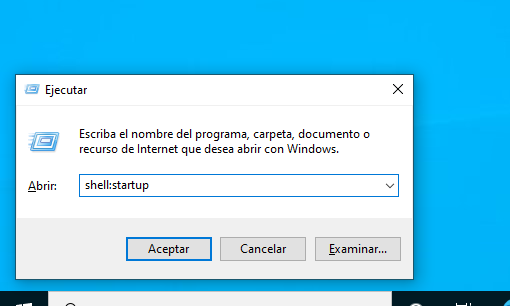 Ejecutar
Escriba el nombre del programa, carpeta, documento o
recurso de Internet que desea abrir con Windows.
Abrir:
shell:startup
Aceptar
Cancelar
Examinar...